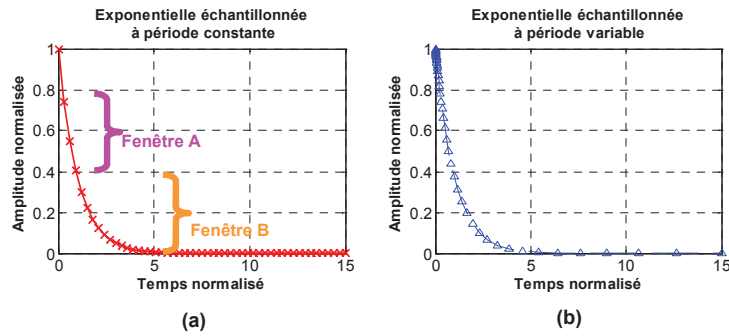 Exponentielle échantillonnée
à période constante
Amplitude normalisée
1
0.8
0.6
0.4
0.2
0
Fenêtre A
Fenêtre B
0 5 10 15
Temps normalisé
(a)
Exponentielle échantillonnée
à période variable
Amplitude normalisée
1
0.8
0.6
0.4
0.2
0
0 5 10 15
Temps normalisé
(b)